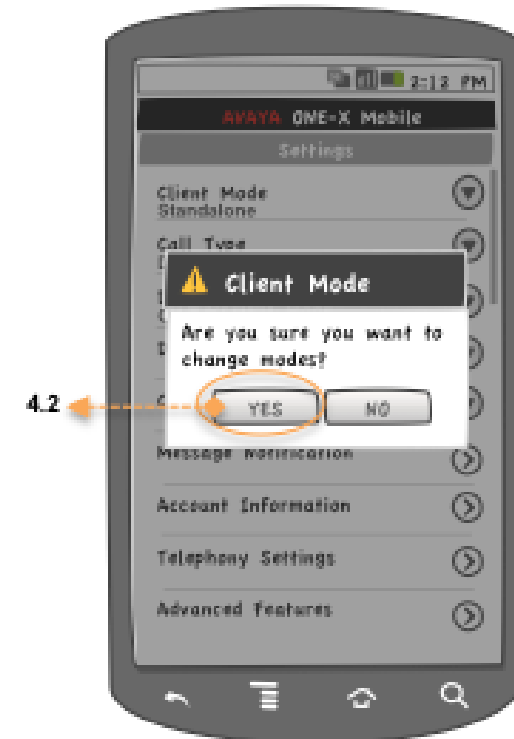 2:12 PM
AVAYA ONE-X Mobile
Settings
Client Mode
Standalone
Call Type
Client Mode
Are you sure you want to
change modes?
4.2
YES NO
Message Notification
Account Information
Telephony Settings
Advanced Features